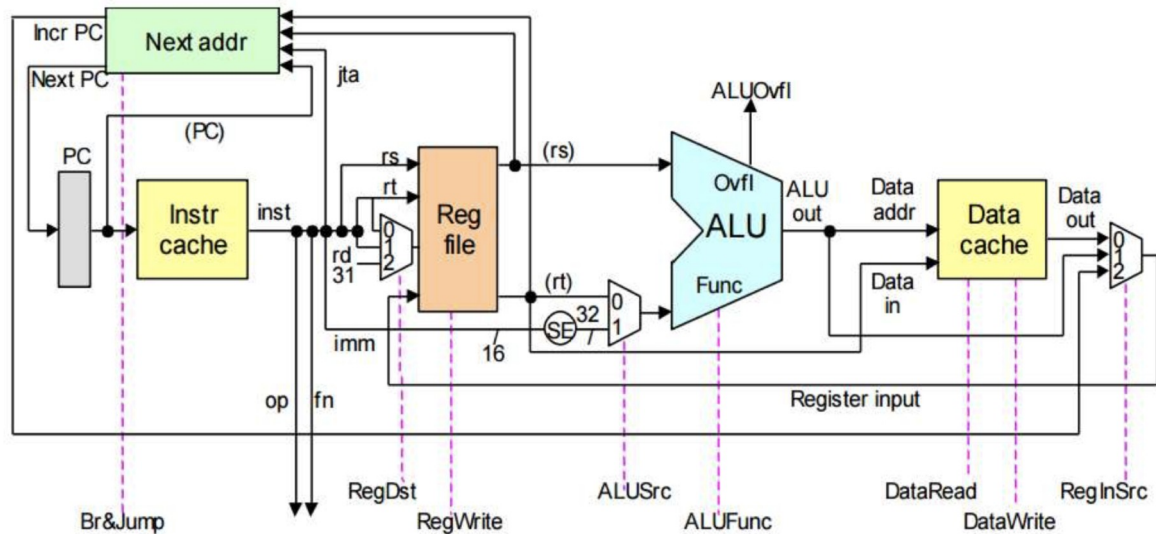 Incr PC
Next addr
Next PC
jta
(PC)
ALUOvfl
PC
Instr
cache
inst
rs
rt
0
1
2
rd
31
Reg
file
(rs)
(rt)
Ovfl
ALU
Func
ALU
out
Data
addr
Data
cache
Data
out
0
1
2
Data
in
imm
16
SE
32
0
1
Register input
op
fn
RegDst
ALUSrc
DataRead
RegInSrc
Br&Jump
RegWrite
ALUFunc
DataWrite